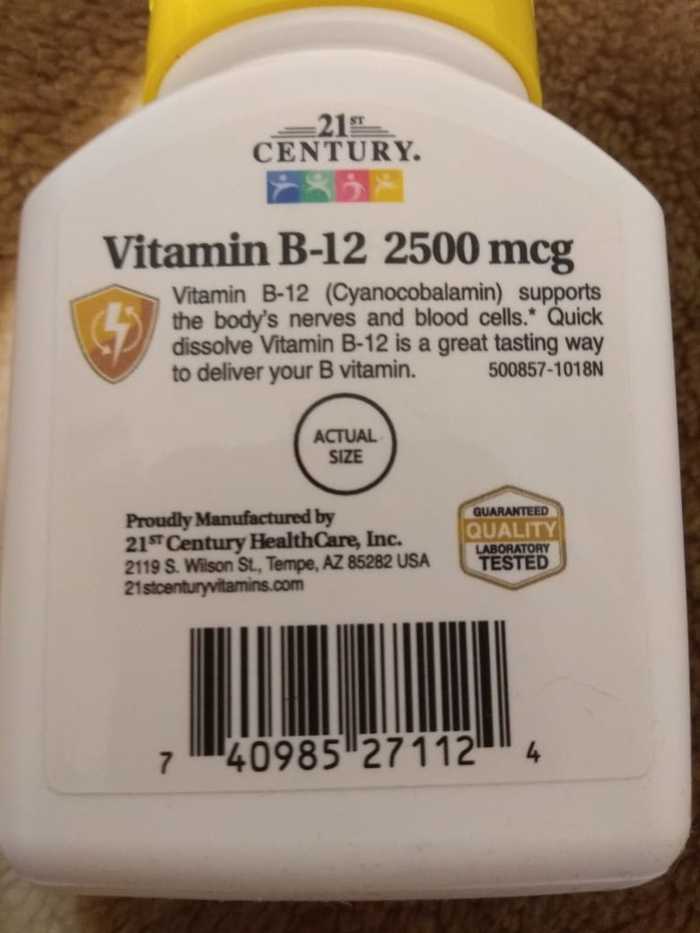 21ST
CENTURY.
Vitamin B-12 2500 mcg
Vitamin B-12 (Cyanocobalamin) supports
the body's nerves and blood cells.* Quick
dissolve Vitamin B-12 is a great tasting way
to deliver your B vitamin. 500857-1018N
ACTUAL
SIZE
Proudly Manufactured by
21ST Century HealthCare, Inc.
2119 S. Wilson St., Tempe, AZ 85282 USA
21stcenturyvitamins.com
GUARANTEED
QUALITY
LABORATORY
TESTED
7 40985 27112 4